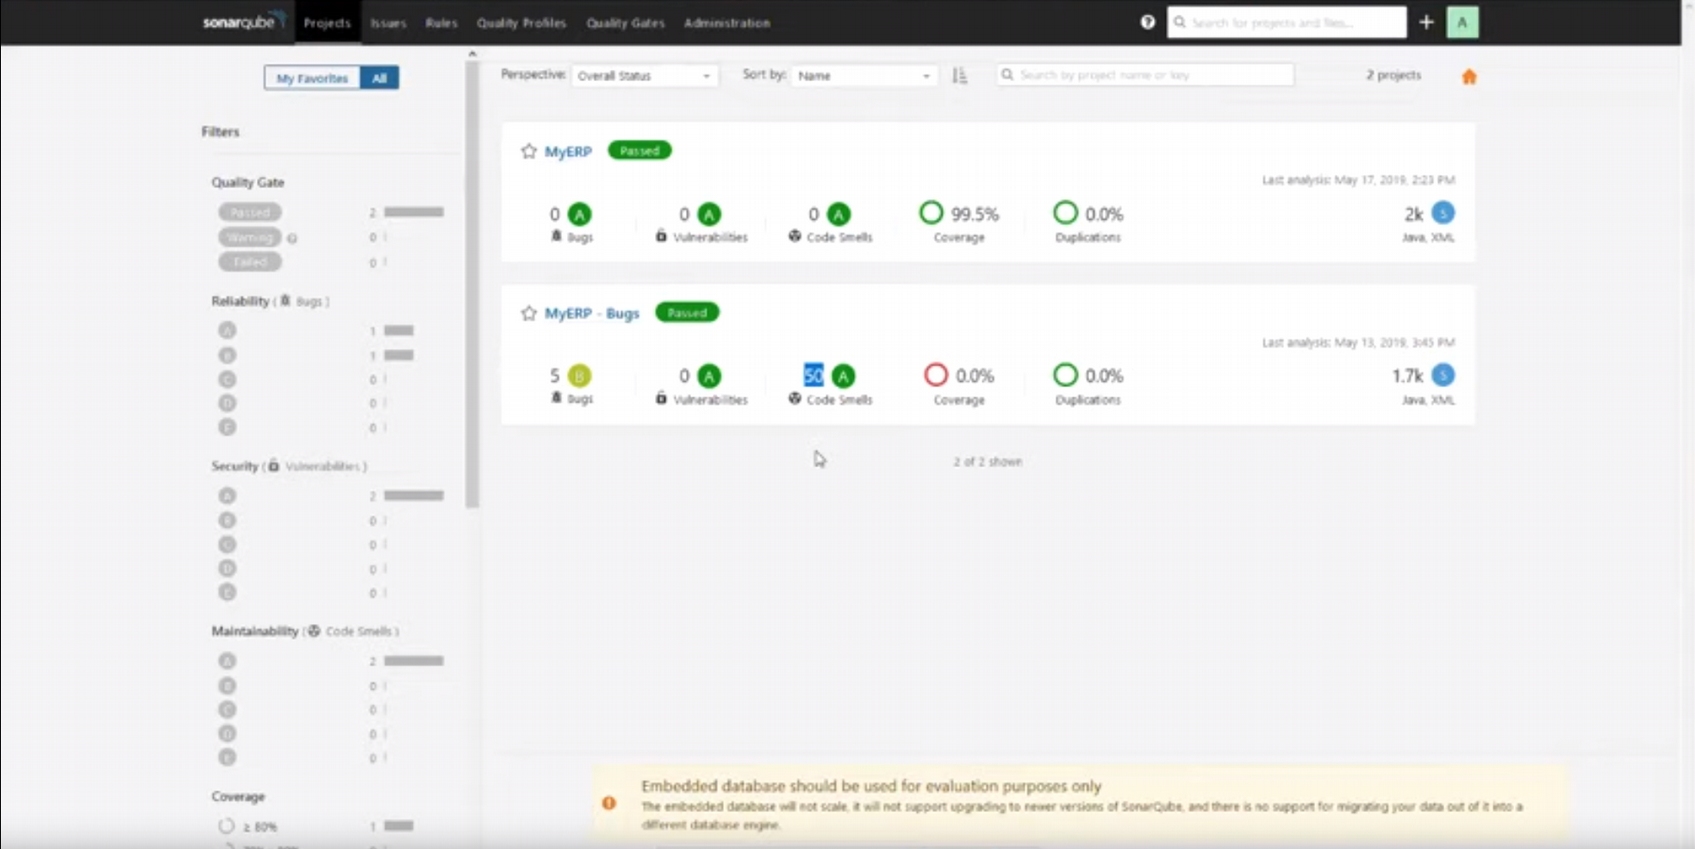 sonarqube Projects Issues Rules Quality Profiles Quality Gates Administration Search for projects and files... A
My Favorites All
Perspective: Overall Status Sort by: Name Search by project name or key 2 projects
Filters
Quality Gate
Passed 2
Warning 0
Failed 0
Reliability ( Bugs )
A 1
B 1
C 0
D 0
E 0
Security ( Vulnerabilities )
A 2
B 0
C 0
D 0
E 0
Maintainability ( Code Smells )
A 2
B 0
C 0
D 0
E 0
Coverage
≥ 80% 1
MyERP Passed
Last analysis: May 17, 2019, 2:23 PM
0 A 0 A 0 A 99.5% 0.0% 2k S
Bugs Vulnerabilities Code Smells Coverage Duplications Java, XML
MyERP - Bugs Passed
Last analysis: May 13, 2019, 3:45 PM
5 B 0 A 50 A 0.0% 0.0% 1.7k S
Bugs Vulnerabilities Code Smells Coverage Duplications Java, XML
2 of 2 shown
Embedded database should be used for evaluation purposes only
The embedded database will not scale, it will not support upgrading to newer versions of SonarQube, and there is no support for migrating your data out of it into a
different database engine.